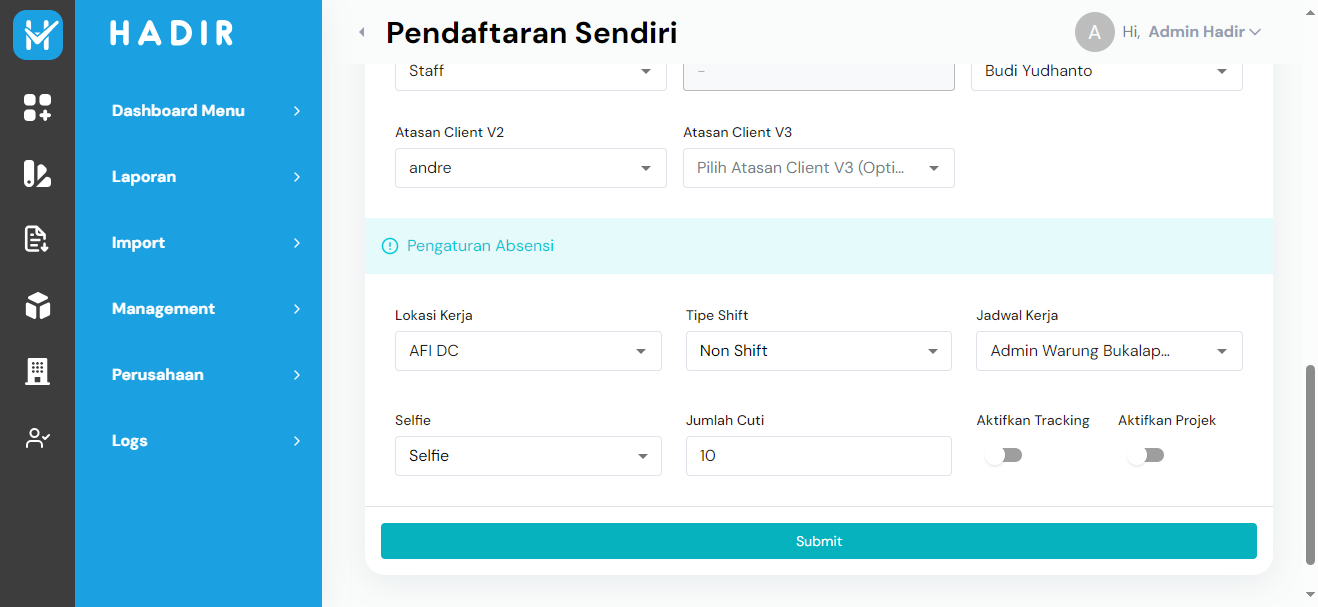 HADIR
Pendaftaran Sendiri
A Hi, Admin Hadir
Dashboard Menu
Laporan
Import
Management
Perusahaan
Logs
Staff - Budi Yudhanto
Atasan Client V2 Atasan Client V3
andre Pilih Atasan Client V3 (Opti...
Pengaturan Absensi
Lokasi Kerja Tipe Shift Jadwal Kerja
AFI DC Non Shift Admin Warung Bukalap...
Selfie Jumlah Cuti Aktifkan Tracking Aktifkan Projek
Selfie 10
Submit